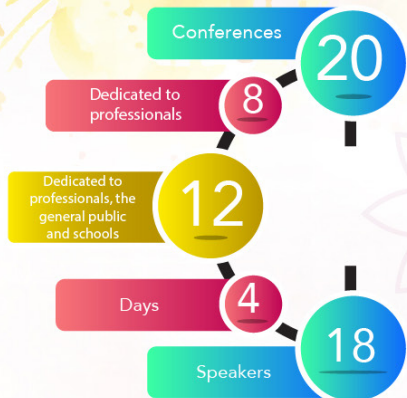 Conferences
20
Dedicated to
professionals
8
Dedicated to
professionals, the
general public
and schools
12
Days
4
Speakers
18